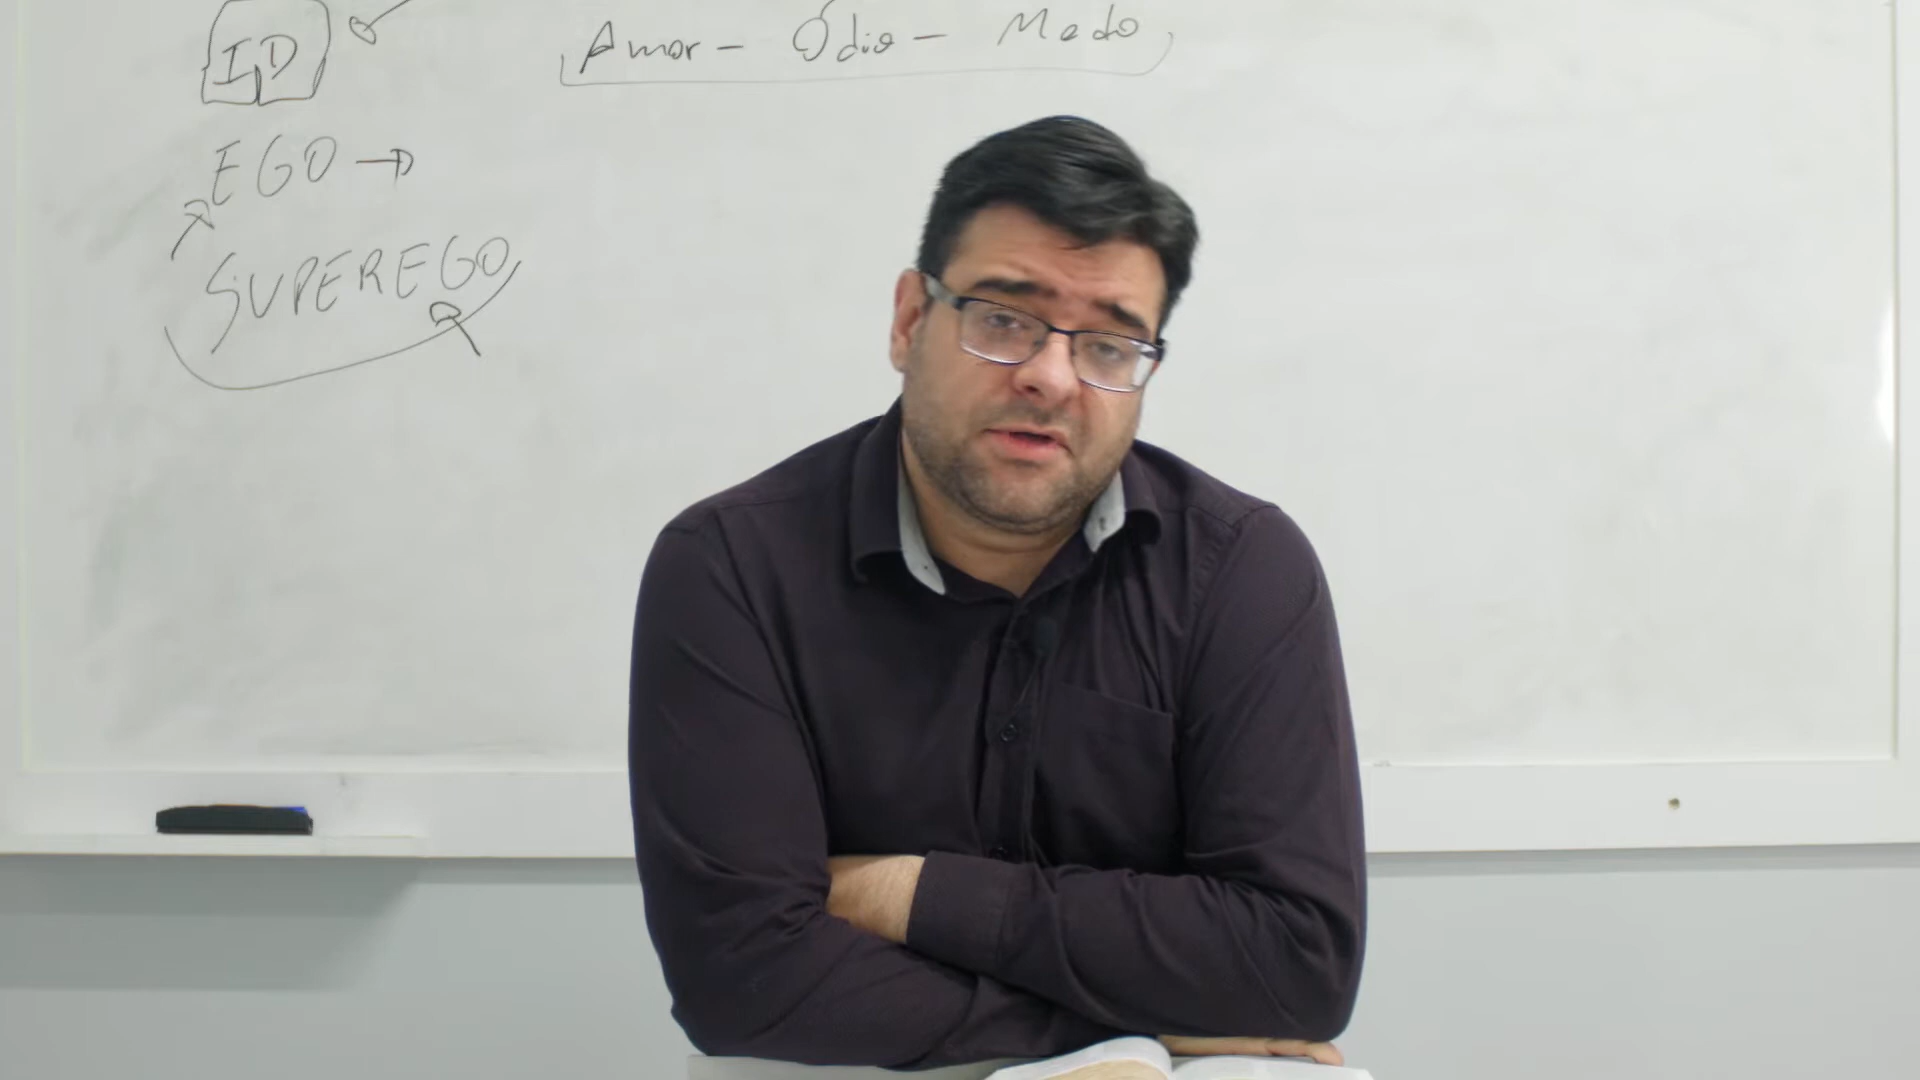 ID
Amor - Ódio - Medo
EGO →
SUPEREGO